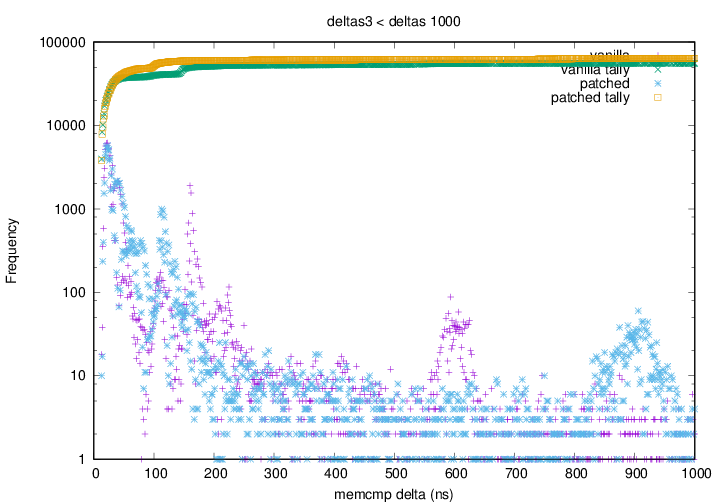 deltas3 < deltas 1000
100000
10000
1000
100
10
1
Frequency
vanilla
vanilla tally
patched
patched tally
0 100 200 300 400 500 600 700 800 900 1000
memcmp delta (ns)